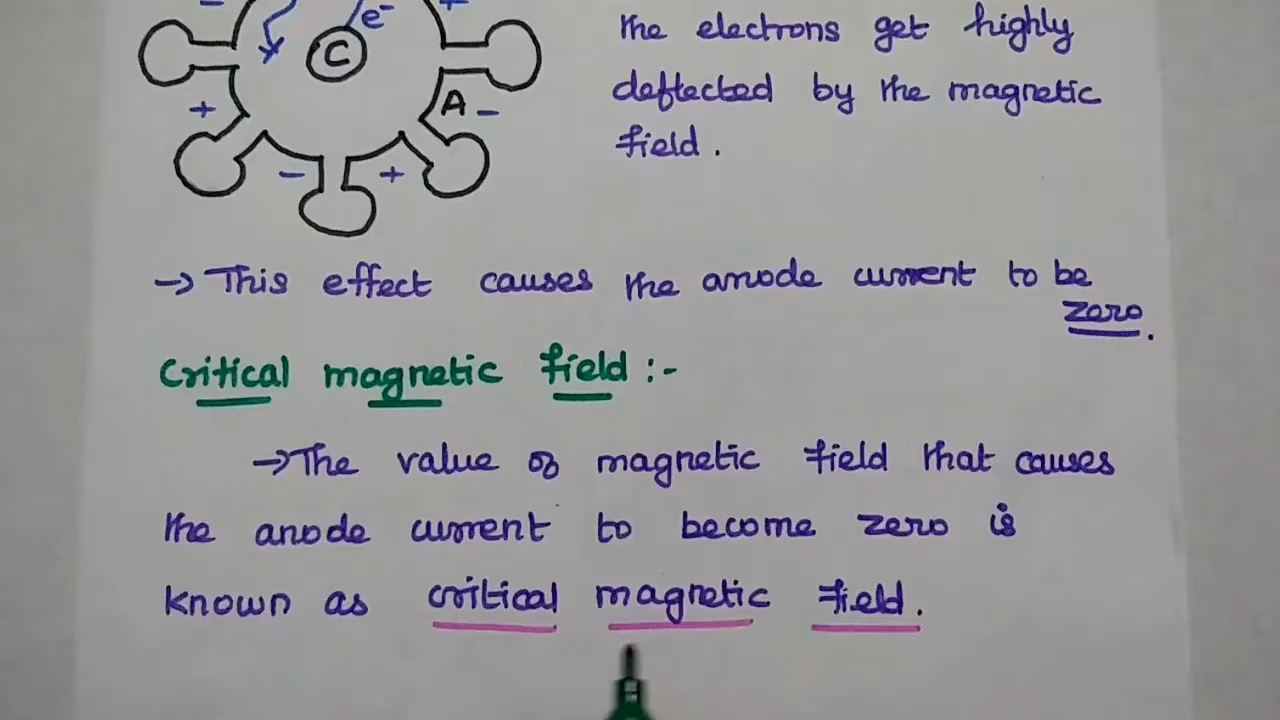 e-
C
+
A -
- +
the electrons get highly
deflected by the magnetic
field.
→ This effect causes the anode current to be
zero.
Critical magnetic field :-
→ The value of magnetic field that causes
the anode current to become zero is
known as critical magnetic field.